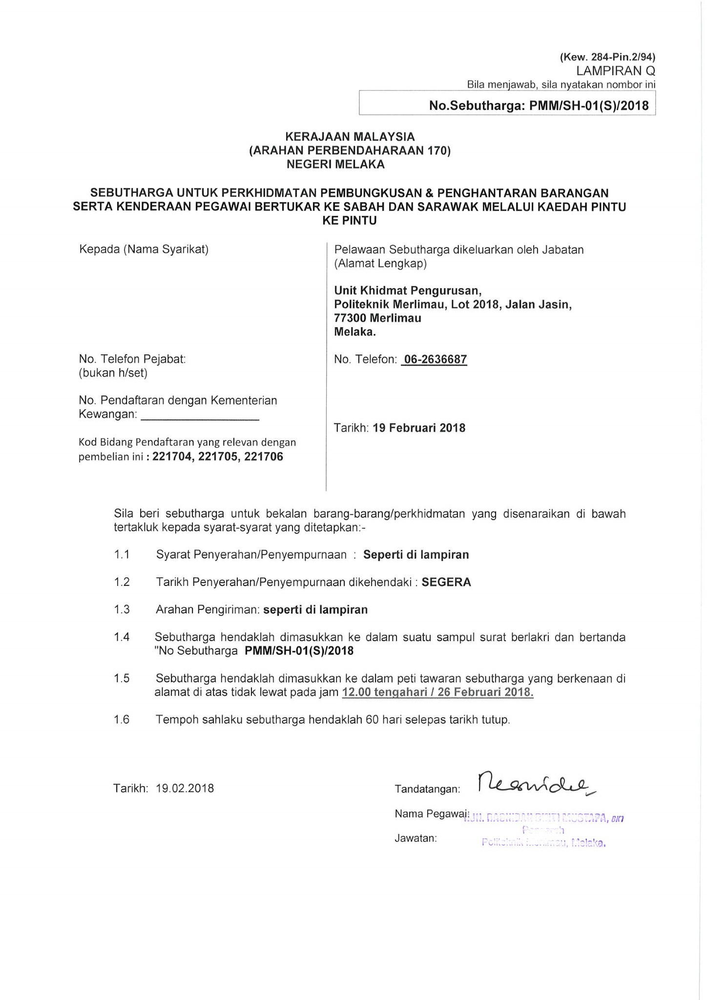 (Kew. 284-Pin.2/94)
LAMPIRAN Q
Bila menjawab, sila nyatakan nombor ini
No.Sebutharga: PMM/SH-01(S)/2018
KERAJAAN MALAYSIA
(ARAHAN PERBENDAHARAAN 170)
NEGERI MELAKA
SEBUTHARGA UNTUK PERKHIDMATAN PEMBUNGKUSAN & PENGHANTARAN BARANGAN
SERTA KENDERAAN PEGAWAI BERTUKAR KE SABAH DAN SARAWAK MELALUI KAEDAH PINTU
KE PINTU
Kepada (Nama Syarikat)
No. Telefon Pejabat:
(bukan h/set)
No. Pendaftaran dengan Kementerian
Kewangan: ____________________
Kod Bidang Pendaftaran yang relevan dengan
pembelian ini : 221704, 221705, 221706
Pelawaan Sebutharga dikeluarkan oleh Jabatan
(Alamat Lengkap)
Unit Khidmat Pengurusan,
Politeknik Merlimau, Lot 2018, Jalan Jasin,
77300 Merlimau
Melaka.
No. Telefon: 06-2636687
Tarikh: 19 Februari 2018
Sila beri sebutharga untuk bekalan barang-barang/perkhidmatan yang disenaraikan di bawah
tertakluk kepada syarat-syarat yang ditetapkan:-
1.1 Syarat Penyerahan/Penyempurnaan : Seperti di lampiran
1.2 Tarikh Penyerahan/Penyempurnaan dikehendaki : SEGERA
1.3 Arahan Pengiriman: seperti di lampiran
1.4 Sebutharga hendaklah dimasukkan ke dalam suatu sampul surat berlakri dan bertanda
"No Sebutharga PMM/SH-01(S)/2018
1.5 Sebutharga hendaklah dimasukkan ke dalam peti tawaran sebutharga yang berkenaan di
alamat di atas tidak lewat pada jam 12.00 tengahari / 26 Februari 2018.
1.6 Tempoh sahlaku sebutharga hendaklah 60 hari selepas tarikh tutup.
Tarikh: 19.02.2018
Tandatangan:
Nama Pegawai: BINTI MUSTAPA,
Jawatan:
Politeknik Merlimau, Melaka.